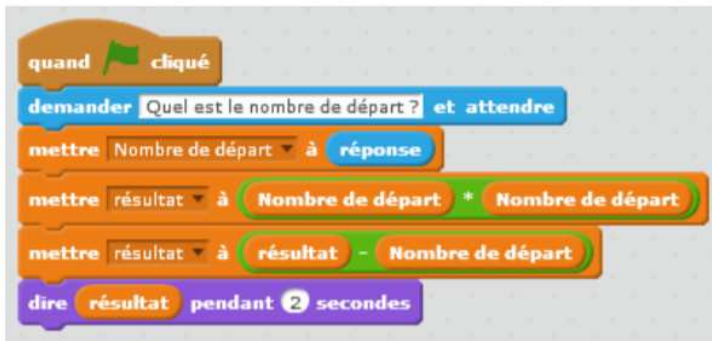 quand cliqué
demander Quel est le nombre de départ ? et attendre
mettre Nombre de départ à réponse
mettre résultat à Nombre de départ * Nombre de départ
mettre résultat à résultat - Nombre de départ
dire résultat pendant 2 secondes